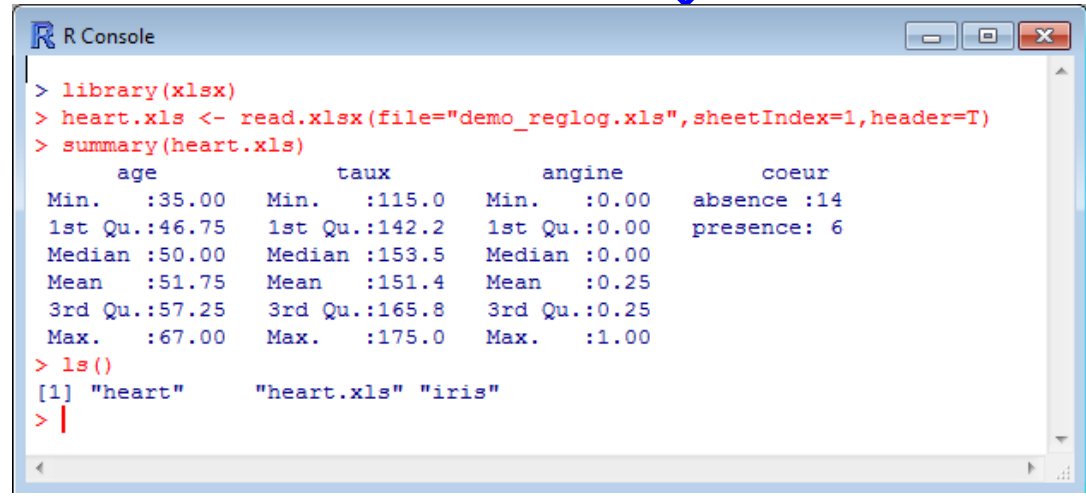 R Console
> library(xlsx)
> heart.xls <- read.xlsx(file="demo_reglog.xls",sheetIndex=1,header=T)
> summary(heart.xls)
age taux angine coeur
Min. :35.00 Min. :115.0 Min. :0.00 absence :14
1st Qu.:46.75 1st Qu.:142.2 1st Qu.:0.00 presence: 6
Median :50.00 Median :153.5 Median :0.00
Mean :51.75 Mean :151.4 Mean :0.25
3rd Qu.:57.25 3rd Qu.:165.8 3rd Qu.:0.25
Max. :67.00 Max. :175.0 Max. :1.00
> ls()
[1] "heart" "heart.xls" "iris"
>